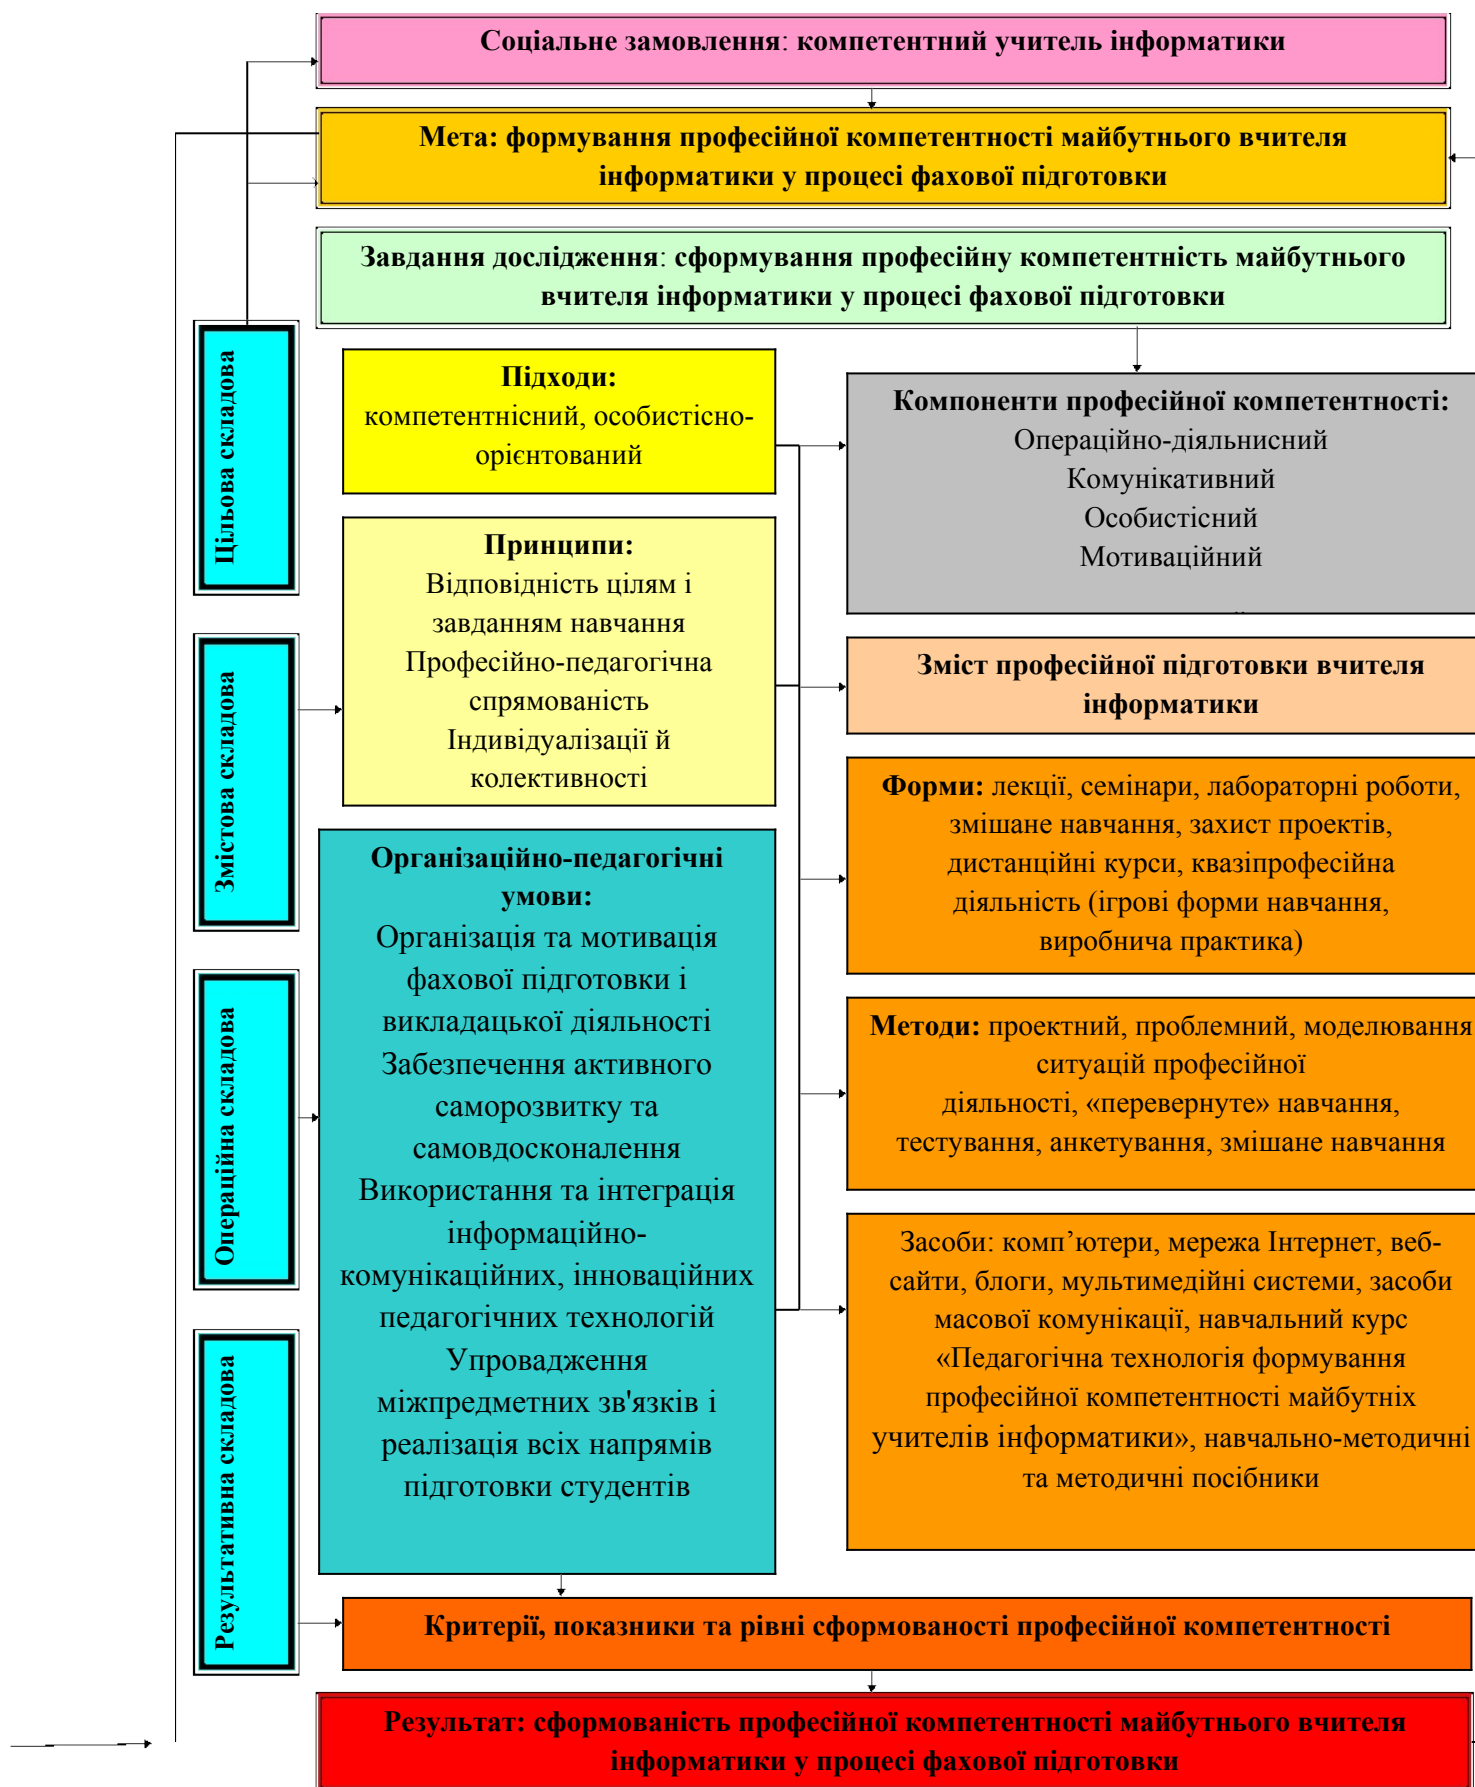 Соціальне замовлення: компетентний учитель інформатики
Мета: формування професійної компетентності майбутнього вчителя
інформатики у процесі фахової підготовки
Завдання дослідження: сформування професійну компетентність майбутнього
вчителя інформатики у процесі фахової підготовки
Цільова складова
Підходи:
компетентнісний, особистісно-
орієнтований
Компоненти професійної компетентності:
Операційно-діяльнисний
Комунікативний
Особистісний
Мотиваційний
Змістова складова
Принципи:
Відповідність цілям і
завданням навчання
Професійно-педагогічна
спрямованість
Індивідуалізації й
колективності
Зміст професійної підготовки вчителя
інформатики
Форми: лекції, семінари, лабораторні роботи,
змішане навчання, захист проектів,
дистанційні курси, квазіпрофесійна
діяльність (ігрові форми навчання,
виробнича практика)
Операційна складова
Організаційно-педагогічні
умови:
Організація та мотивація
фахової підготовки і
викладацької діяльності
Забезпечення активного
саморозвитку та
самовдосконалення
Використання та інтеграція
інформаційно-
комунікаційних, інноваційних
педагогічних технологій
Упровадження
міжпредметних зв'язків і
реалізація всіх напрямів
підготовки студентів
Методи: проектний, проблемний, моделювання
ситуацій професійної
діяльності, «перевернуте» навчання,
тестування, анкетування, змішане навчання
Засоби: комп’ютери, мережа Інтернет, веб-
сайти, блоги, мультимедійні системи, засоби
масової комунікації, навчальний курс
«Педагогічна технологія формування
професійної компетентності майбутніх
учителів інформатики», навчально-методичні
та методичні посібники
Результативна складова
Критерії, показники та рівні сформованості професійної компетентності
Результат: сформованість професійної компетентності майбутнього вчителя
інформатики у процесі фахової підготовки